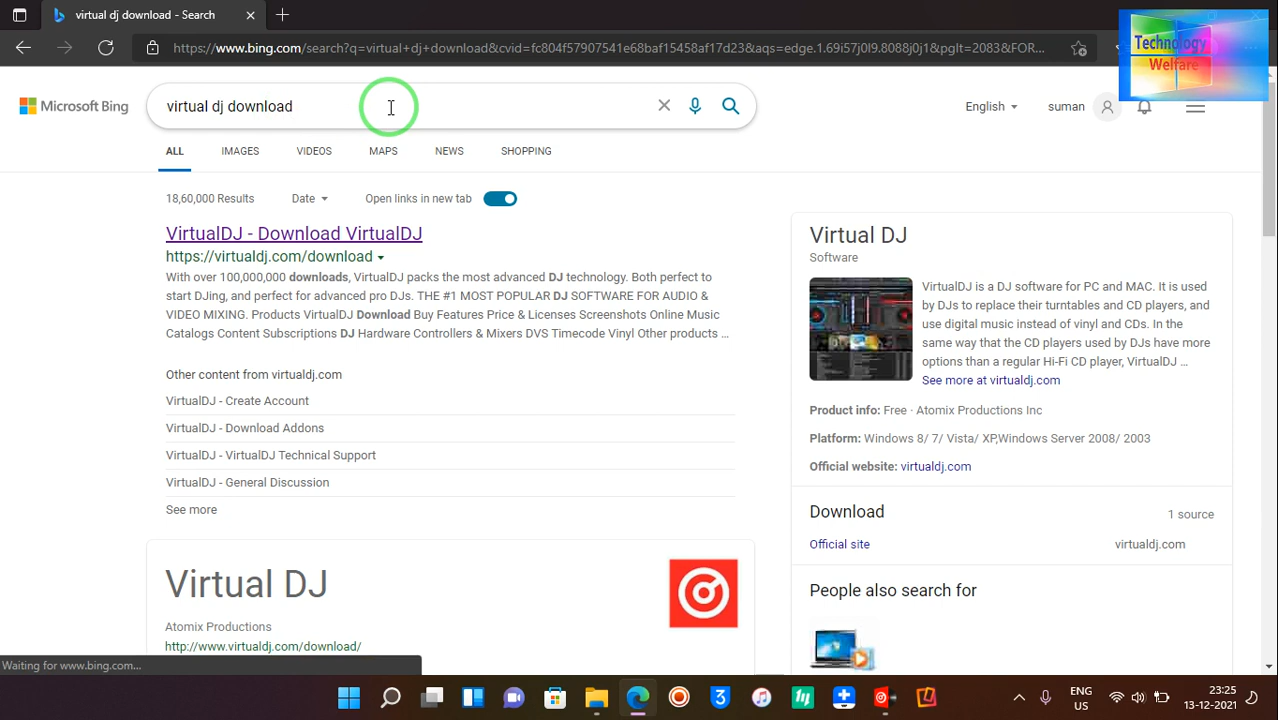 virtual dj download - Search
https://www.bing.com/search?q=virtual+dj+download&cvid=fc804f57907541e68baf15458af17d23&aqs=edge.1.69i57j0l9.8088j0j1&pglt=2083&FOR...
Technology
Welfare
Microsoft Bing
virtual dj download
English
suman
ALL
IMAGES
VIDEOS
MAPS
NEWS
SHOPPING
18,60,000 Results
Date
Open links in new tab
VirtualDJ - Download VirtualDJ
https://virtualdj.com/download
With over 100,000,000 downloads, VirtualDJ packs the most advanced DJ technology. Both perfect to
start DJing, and perfect for advanced pro DJs. THE #1 MOST POPULAR DJ SOFTWARE FOR AUDIO &
VIDEO MIXING. Products VirtualDJ Download Buy Features Price & Licenses Screenshots Online Music
Catalogs Content Subscriptions DJ Hardware Controllers & Mixers DVS Timecode Vinyl Other products ...
Other content from virtualdj.com
VirtualDJ - Create Account
VirtualDJ - Download Addons
VirtualDJ - VirtualDJ Technical Support
VirtualDJ - General Discussion
See more
Virtual DJ
Atomix Productions
http://www.virtualdj.com/download/
Waiting for www.bing.com...
Virtual DJ
Software
VirtualDJ is a DJ software for PC and MAC. It is used
by DJs to replace their turntables and CD players, and
use digital music instead of vinyl and CDs. In the
same way that the CD players used by DJs have more
options than a regular Hi-Fi CD player, VirtualDJ ...
See more at virtualdj.com
Product info: Free · Atomix Productions Inc
Platform: Windows 8/ 7/ Vista/ XP,Windows Server 2008/ 2003
Official website: virtualdj.com
Download
1 source
Official site
virtualdj.com
People also search for
ENG
US
23:25
13-12-2021